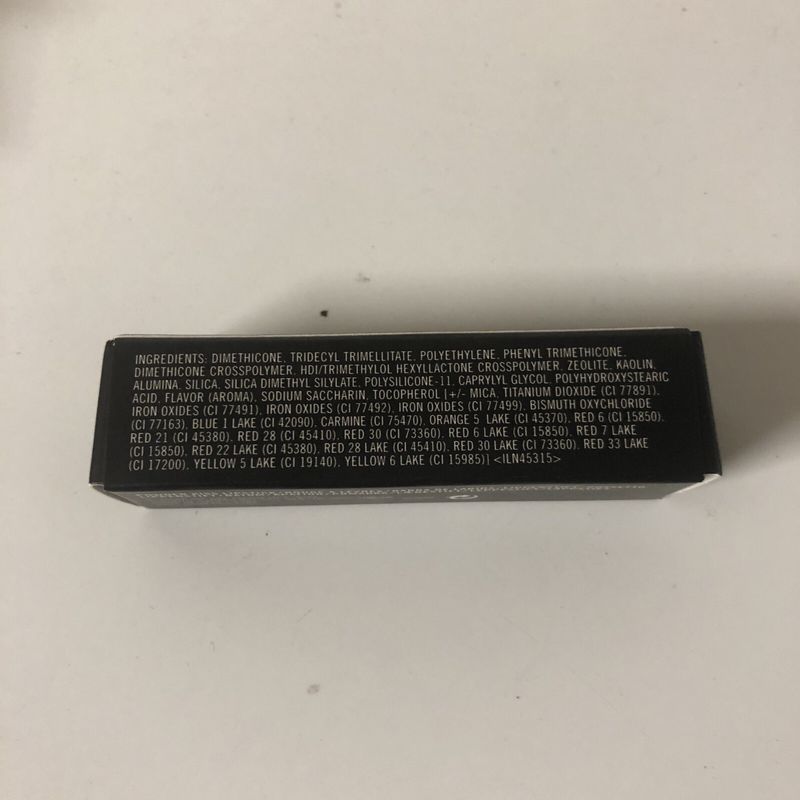 INGREDIENTS: DIMETHICONE, TRIDECYL TRIMELLITATE, POLYETHYLENE, PHENYL TRIMETHICONE,
DIMETHICONE CROSSPOLYMER, HDI/TRIMETHYLOL HEXYLLACTONE CROSSPOLYMER, ZEOLITE, KAOLIN,
ALUMINA, SILICA, SILICA DIMETHYL SILYLATE, POLYSILICONE-11, CAPRYLYL GLYCOL, POLYHYDROXYSTEARIC
ACID, FLAVOR (AROMA), SODIUM SACCHARIN, TOCOPHEROL [+/- MICA, TITANIUM DIOXIDE (CI 77891),
IRON OXIDES (CI 77491), IRON OXIDES (CI 77492), IRON OXIDES (CI 77499), BISMUTH OXYCHLORIDE
(CI 77163), BLUE 1 LAKE (CI 42090), CARMINE (CI 75470), ORANGE 5 LAKE (CI 45370), RED 6 (CI 15850),
RED 21 (CI 45380), RED 28 (CI 45410), RED 30 (CI 73360), RED 6 LAKE (CI 15850), RED 7 LAKE
(CI 15850), RED 22 LAKE (CI 45380), RED 28 LAKE (CI 45410), RED 30 LAKE (CI 73360), RED 33 LAKE
(CI 17200), YELLOW 5 LAKE (CI 19140), YELLOW 6 LAKE (CI 15985)] <ILN45315>